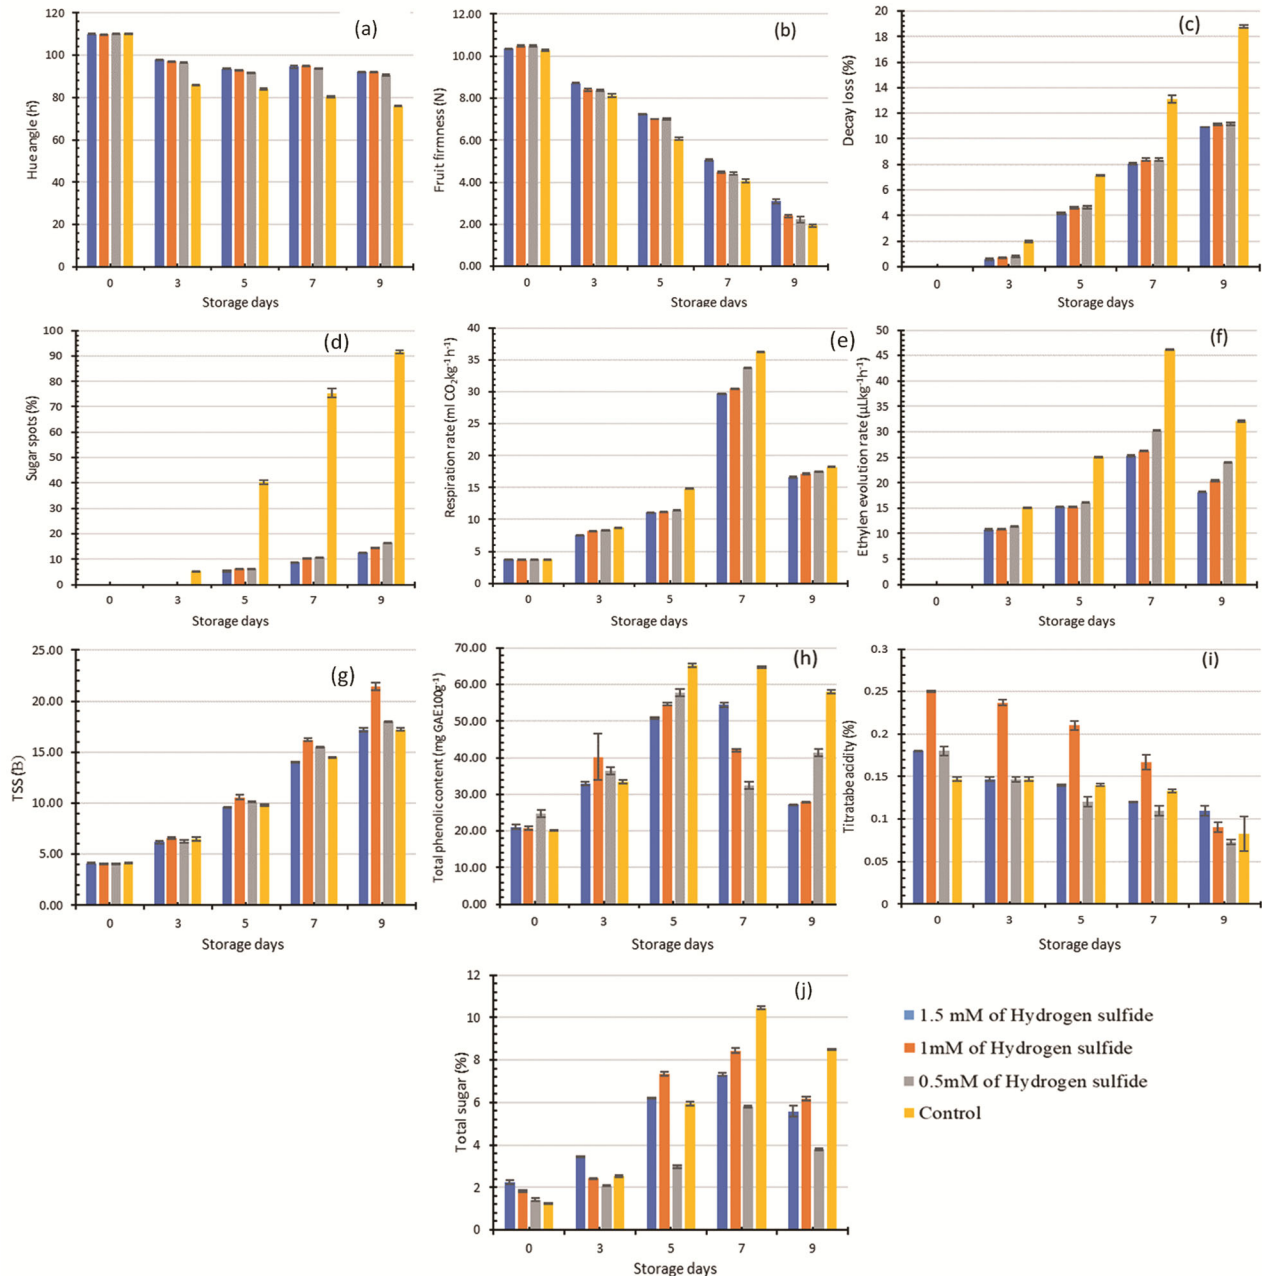 (a)
Hue angle (h˚)
120
100
80
60
40
20
0
0 3 5 7 9
Storage days
(b)
Fruit firmness (N)
12.00
10.00
8.00
6.00
4.00
2.00
0.00
0 3 5 7 9
Storage days
(c)
Decay loss (%)
20
18
16
14
12
10
8
6
4
2
0
0 3 5 7 9
Storage days
(d)
Sugar spots (%)
100
90
80
70
60
50
40
30
20
10
0
0 3 5 7 9
Storage days
(e)
Respiration rate (ml CO₂kg⁻¹ h⁻¹)
40
35
30
25
20
15
10
5
0
0 3 5 7 9
Storage days
(f)
Ethylen evolution rate (µLkg⁻¹h⁻¹)
50
45
40
35
30
25
20
15
10
5
0
0 3 5 7 9
Storage days
(g)
TSS (B)
25.00
20.00
15.00
10.00
5.00
0.00
0 3 5 7 9
Storage days
(h)
Total phenolic content (mg GAE100g⁻¹)
70.00
60.00
50.00
40.00
30.00
20.00
10.00
0.00
0 3 5 7 9
Storage days
(i)
Titratabe acidity (%)
0.3
0.25
0.2
0.15
0.1
0.05
0
0 3 5 7 9
Storage days
(j)
Total sugar (%)
12
10
8
6
4
2
0
0 3 5 7 9
Storage days
1.5 mM of Hydrogen sulfide
1mM of Hydrogen sulfide
0.5mM of Hydrogen sulfide
Control